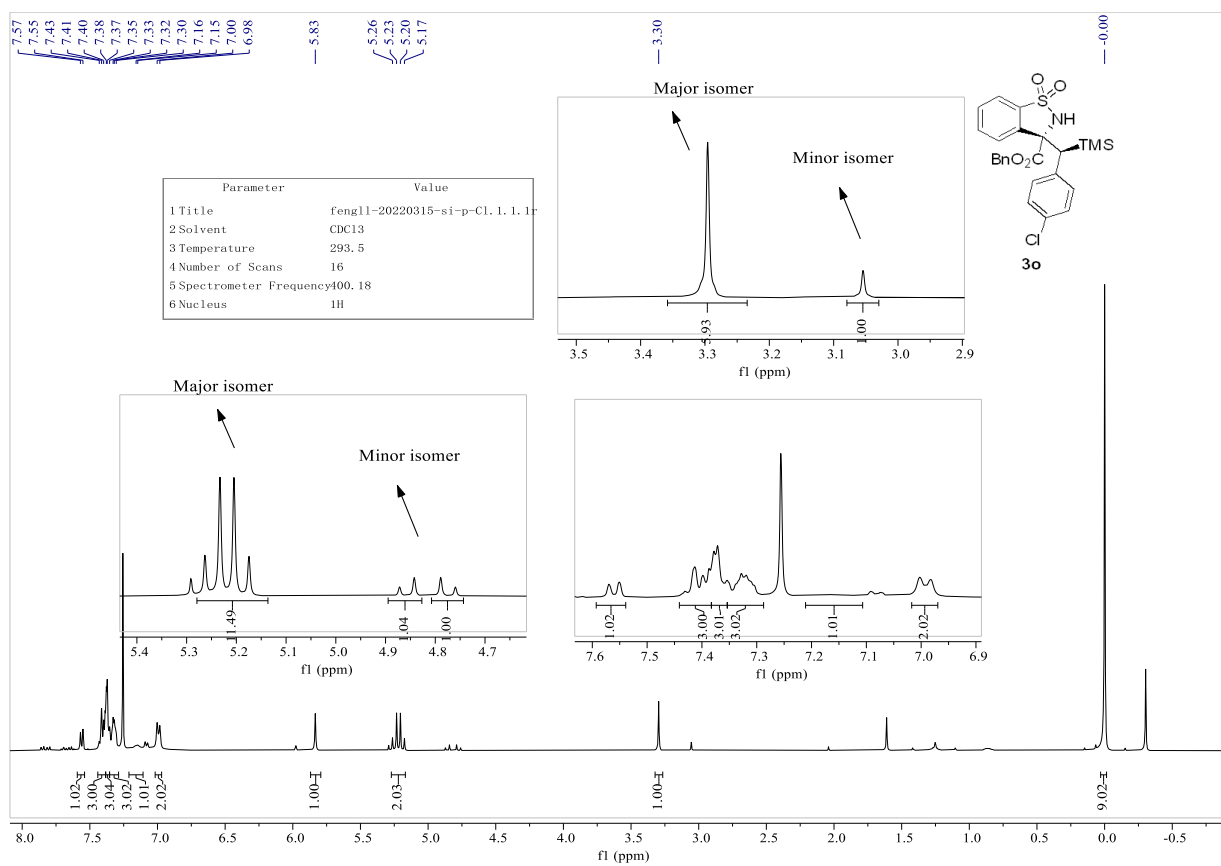 7.57
7.55
7.43
7.41
7.40
7.38
7.37
7.35
7.33
7.32
7.30
7.16
7.15
7.00
6.98
5.83
5.26
5.23
5.20
5.17
3.30
-0.00
Major isomer
Minor isomer
3.93
1.00
3.5 3.4 3.3 3.2 3.1 3.0 2.9
f1 (ppm)
O O
S
NH
TMS
BnO2C
Cl
3o
Parameter Value
1 Title fengll-20220315-si-p-Cl.1.1.1r
2 Solvent CDCl3
3 Temperature 293.5
4 Number of Scans 16
5 Spectrometer Frequency 400.18
6 Nucleus 1H
Major isomer
Minor isomer
11.49
1.04
1.00
5.4 5.3 5.2 5.1 5.0 4.9 4.8 4.7
f1 (ppm)
1.02
3.00
3.01
3.02
1.01
2.02
7.6 7.5 7.4 7.3 7.2 7.1 7.0 6.9
f1 (ppm)
1.02
3.00
3.04
3.02
1.01
2.02
1.00
2.03
1.00
9.02
8.0 7.5 7.0 6.5 6.0 5.5 5.0 4.5 4.0 3.5 3.0 2.5 2.0 1.5 1.0 0.5 0.0 -0.5
f1 (ppm)